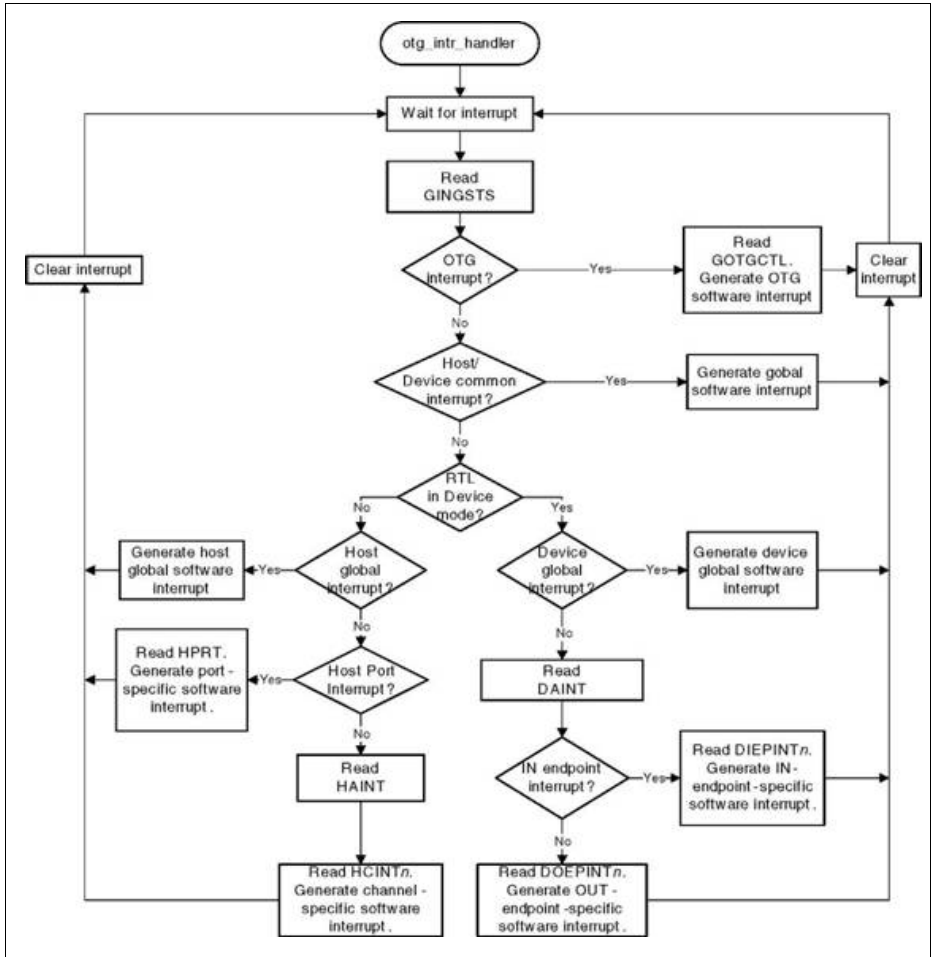 otg_intr_handler
Wait for interrupt
Read
GINGSTS
OTG
interrupt?
Yes
Read
GOTGCTL.
Generate OTG
software interrupt
Clear
interrupt
Clear interrupt
No
Host/
Device common
interrupt?
Yes
Generate gobal
software interrupt
No
RTL
in Device
mode?
No
Yes
Host
global
interrupt?
Yes
Generate host
global software
interrupt
Device
global
interrupt?
Yes
Generate device
global software
interrupt
No
No
Host Port
Interrupt?
Yes
Read HPRT.
Generate port-
specific software
interrupt.
Read
DAINT
No
Read
HAINT
IN endpoint
interrupt?
Yes
Read DIEPINTn.
Generate IN-
endpoint-specific
software interrupt.
No
Read HCINTn.
Generate channel-
specific software
interrupt.
Read DOEPINTn.
Generate OUT-
endpoint-specific
software interrupt.